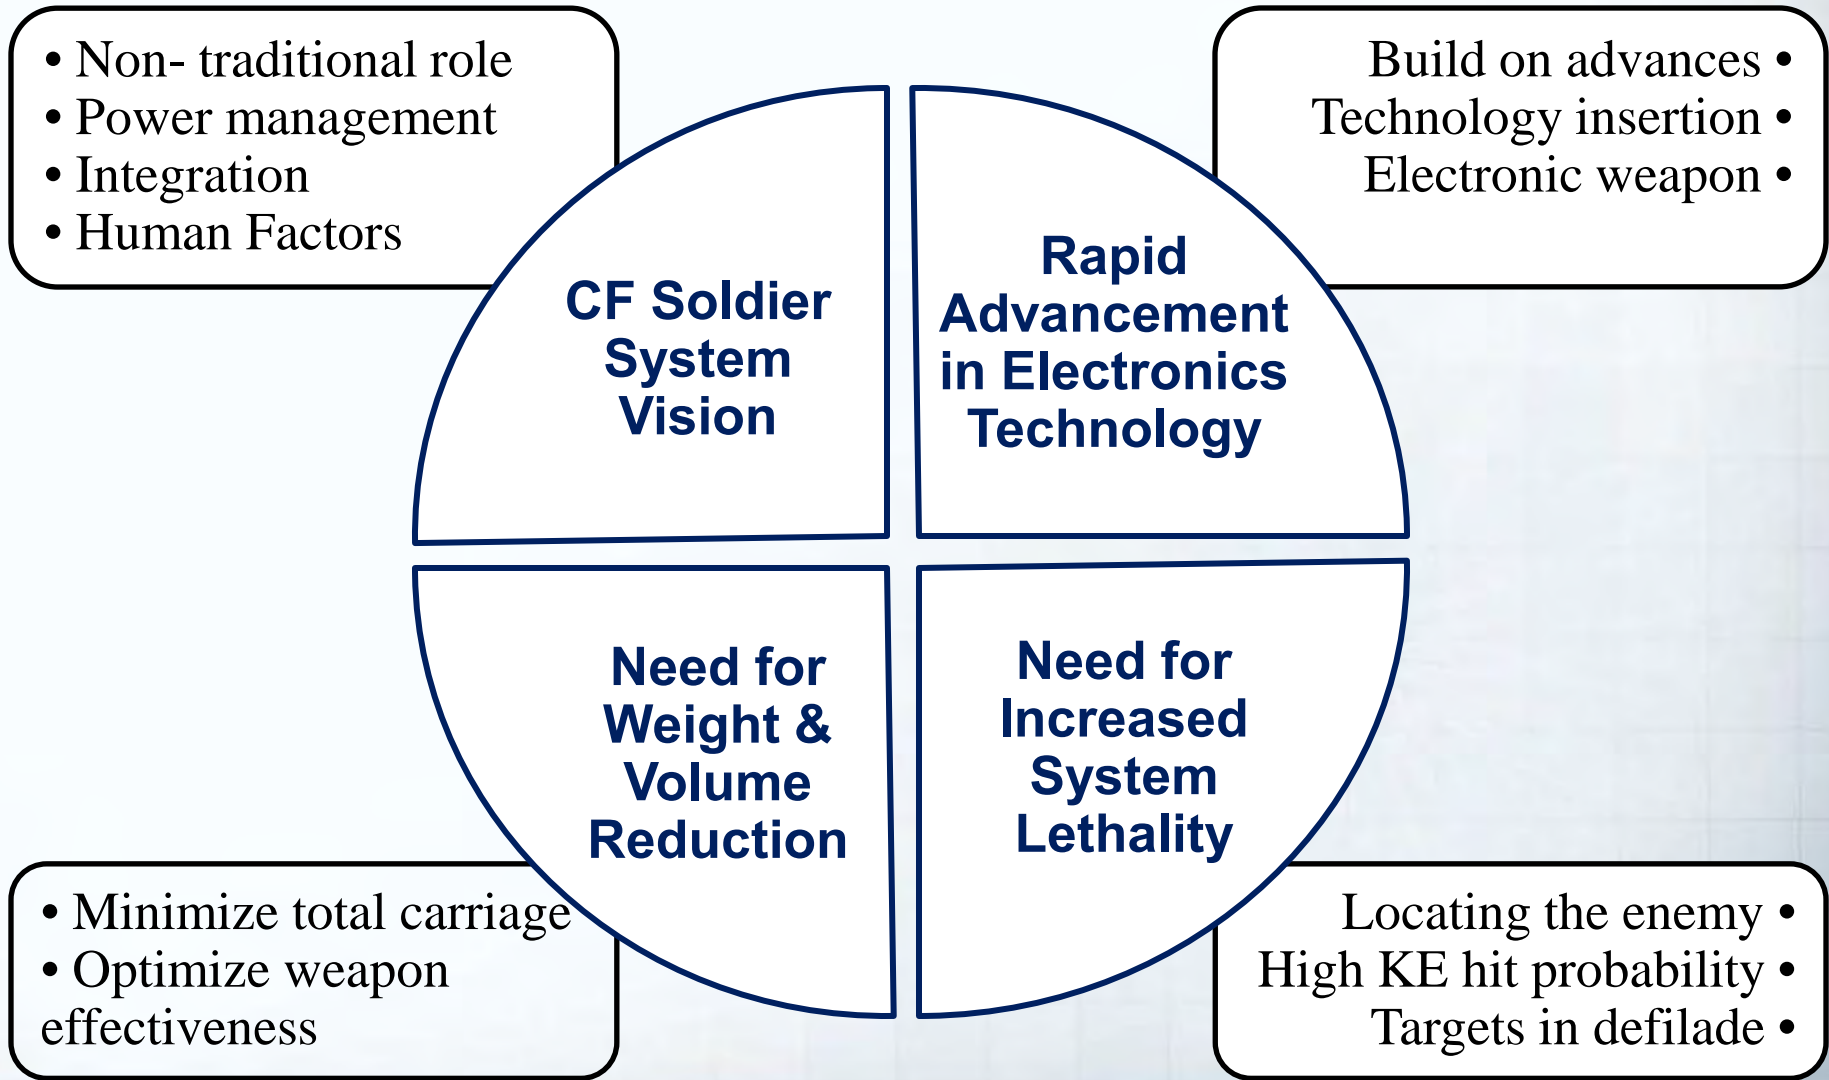 • Non- traditional role
• Power management
• Integration
• Human Factors
Build on advances •
Technology insertion •
Electronic weapon •
CF Soldier
System
Vision
Rapid
Advancement
in Electronics
Technology
Need for
Weight &
Volume
Reduction
Need for
Increased
System
Lethality
• Minimize total carriage
• Optimize weapon
effectiveness
Locating the enemy •
High KE hit probability •
Targets in defilade •